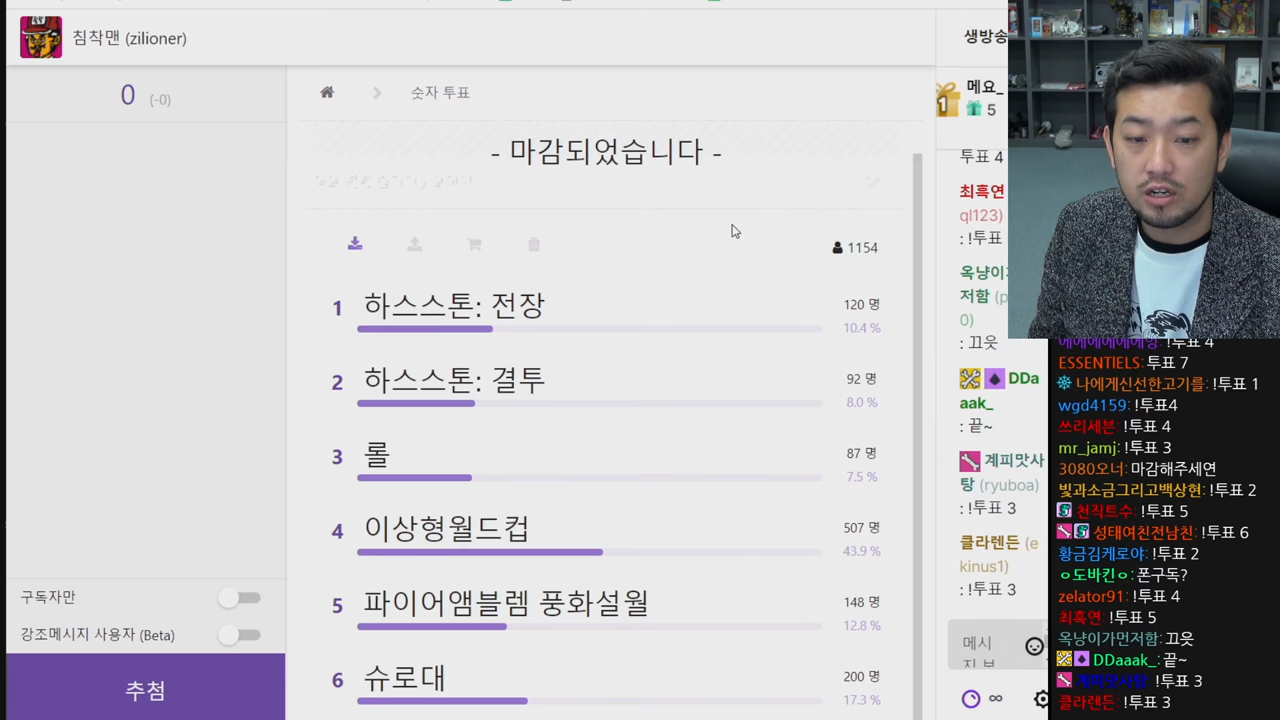 침착맨 (zilioner)
0 (-0)
숫자 투표
- 마감되었습니다 -
1154
1 하스스톤: 전장 120 명
10.4 %
2 하스스톤: 결투 92 명
8.0 %
3 롤 87 명
7.5 %
4 이상형월드컵 507 명
43.9 %
5 파이어앰블렘 풍화설월 148 명
12.8 %
6 슈로대 200 명
17.3 %
구독자만
강조메시지 사용자 (Beta)
추첨
생방송
1
메요_
5
투표 4
최흑연
ql123)
: !투표
옥냥이가
저함 (p
0)
: 끄읏
DDa
aak_
: 끝~
계피맛사
탕 (ryuboa)
: !투표 3
클라렌든 (e
kinus1)
: !투표 3
메시
지 보
∞
!투표 4
ESSENTIELS: 투표 7
나에게신선한고기를: !투표 1
wgd4159: !투표4
쓰리세븐: !투표 4
mr_jamj: !투표 3
3080오너: 마감해주세연
빛과소금그리고백상현: !투표 2
천직트수: !투표 5
성태여친전남친: !투표 6
황금김케로야: !투표 2
ㅇ도바킨ㅇ: 폰구독?
zelator91: !투표 4
최흑연: !투표 5
옥냥이가먼저함: 끄읏
DDaaak_: 끝~
계피맛사탕: !투표 3
클라렌든: !투표 3